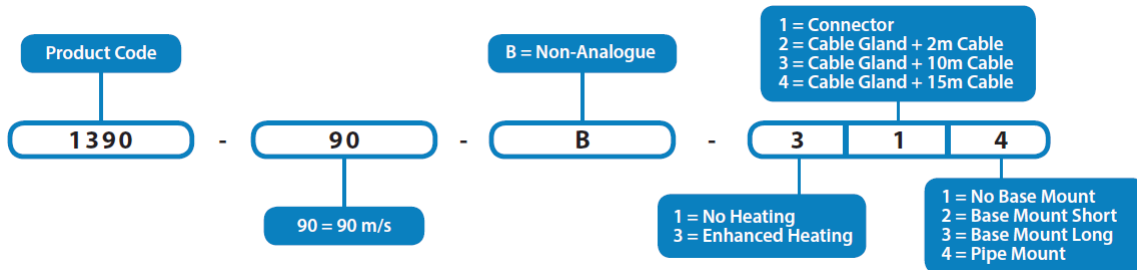 Product Code
B = Non-Analogue
1 = Connector
2 = Cable Gland + 2m Cable
3 = Cable Gland + 10m Cable
4 = Cable Gland + 15m Cable
1390 - 90 - B - 3 1 4
90 = 90 m/s
1 = No Heating
3 = Enhanced Heating
1 = No Base Mount
2 = Base Mount Short
3 = Base Mount Long
4 = Pipe Mount